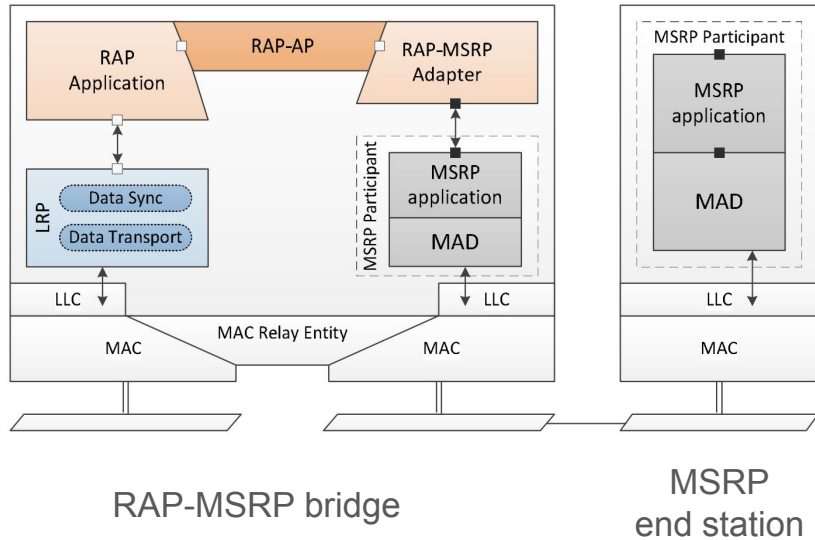 RAP
Application
RAP-AP
RAP-MSRP
Adapter
LRP
Data Sync
Data Transport
MSRP Participant
MSRP
application
MAD
LLC
LLC
MAC Relay Entity
MAC
MAC
RAP-MSRP bridge
MSRP Participant
MSRP
application
MAD
LLC
MAC
MSRP
end station